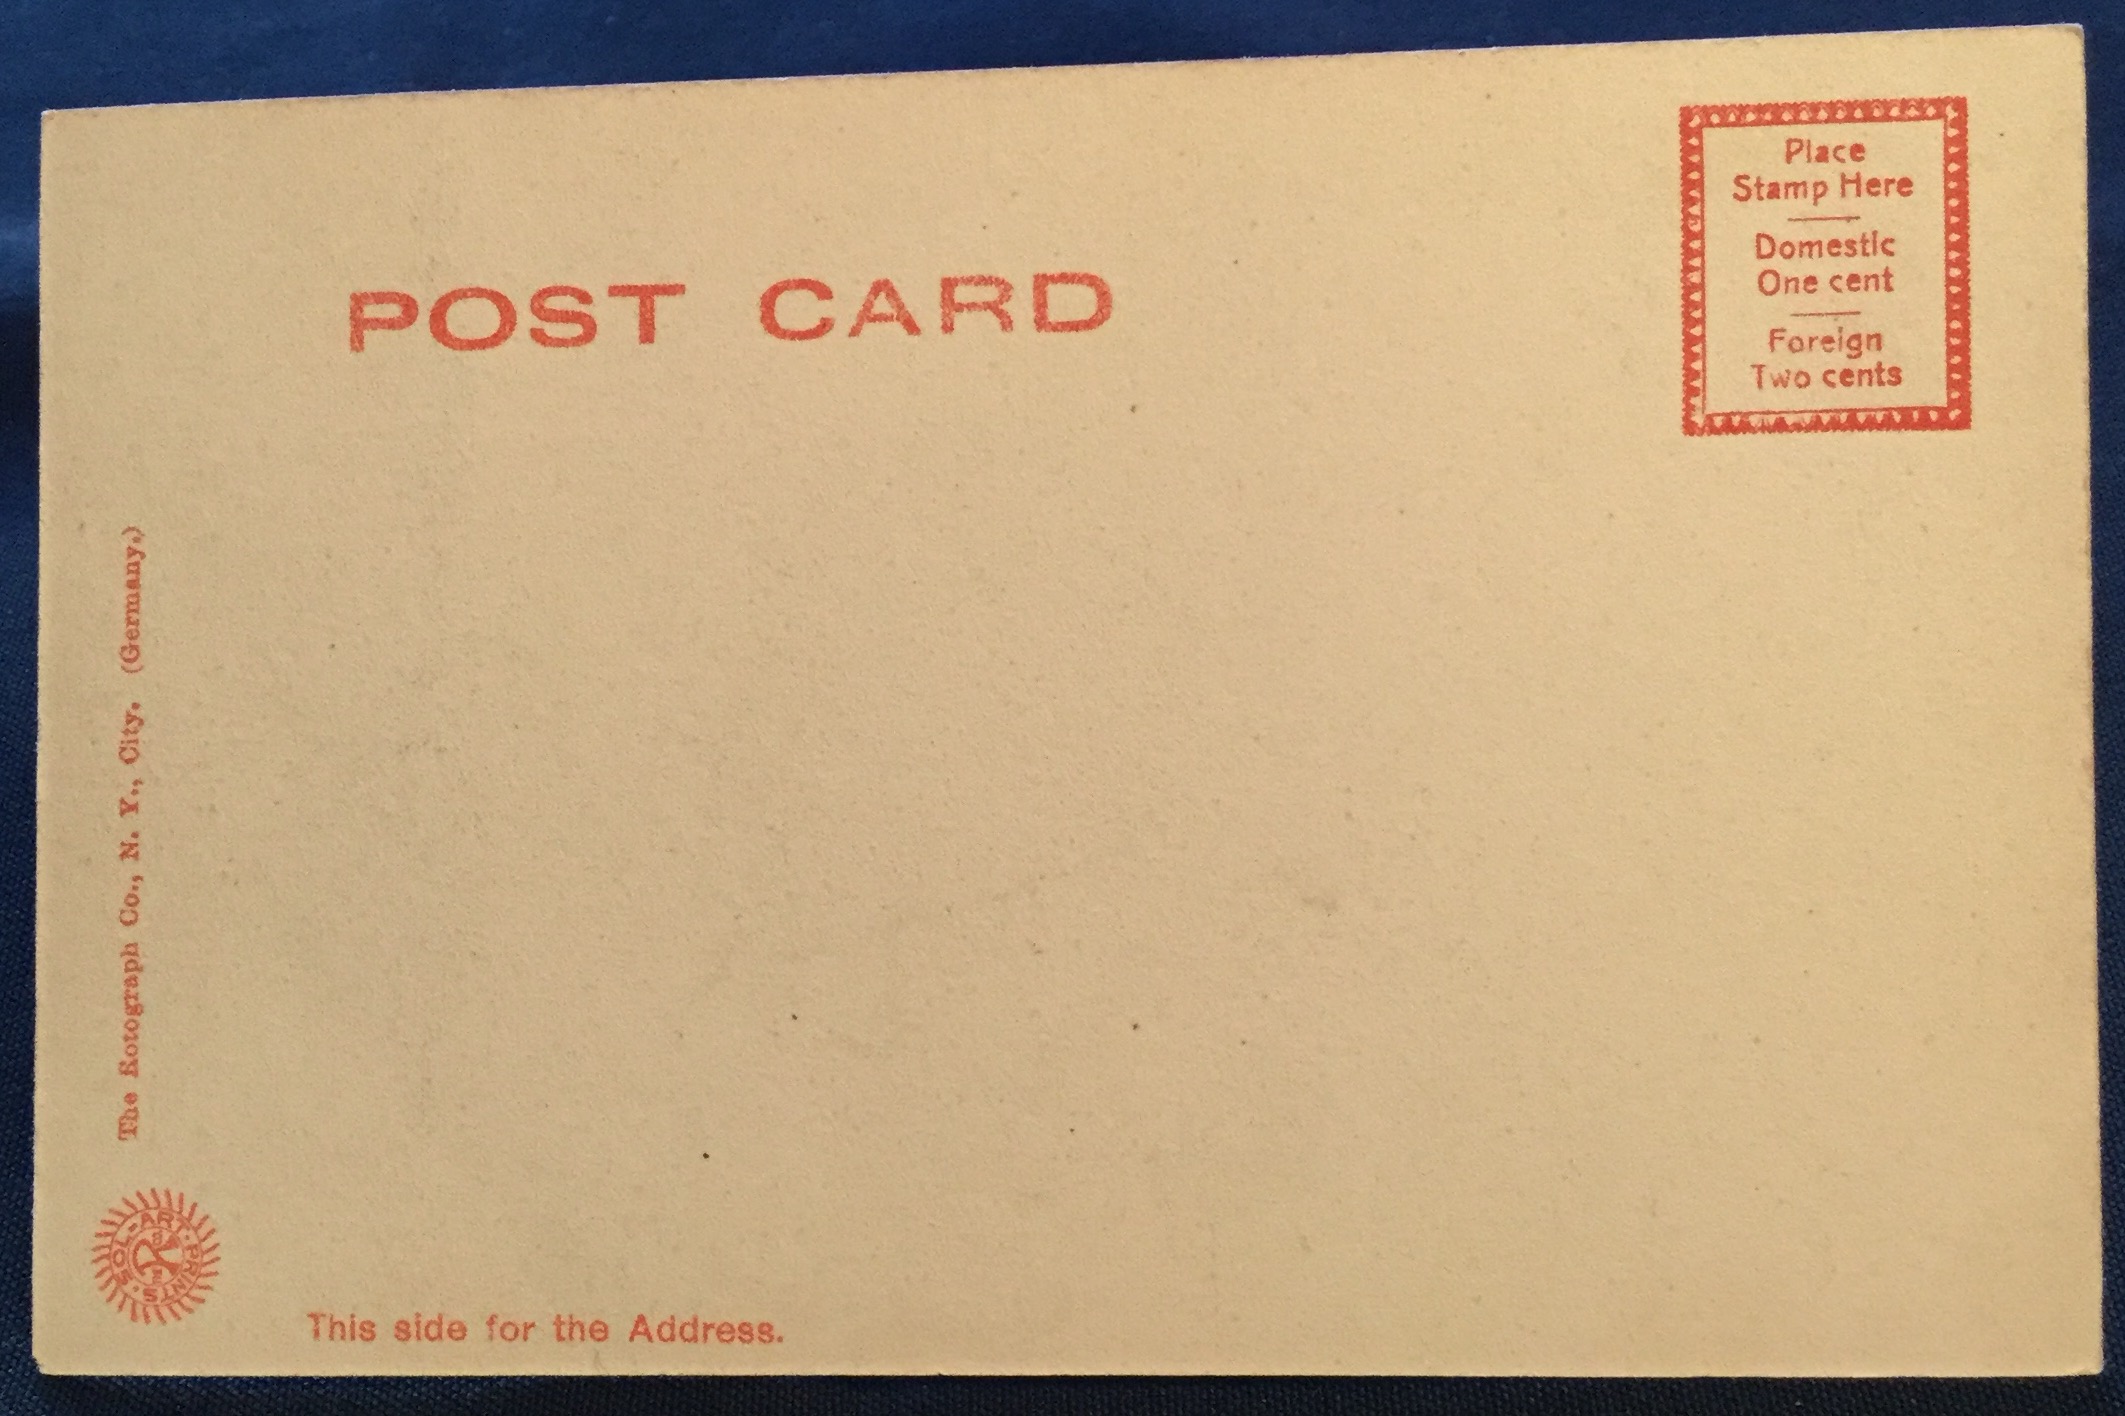 POST CARD
Place
Stamp Here
Domestic
One cent
Foreign
Two cents
The Rotograph Co., N. Y., City. (Germany.)
SOL-ART·PRINTS·
This side for the Address.